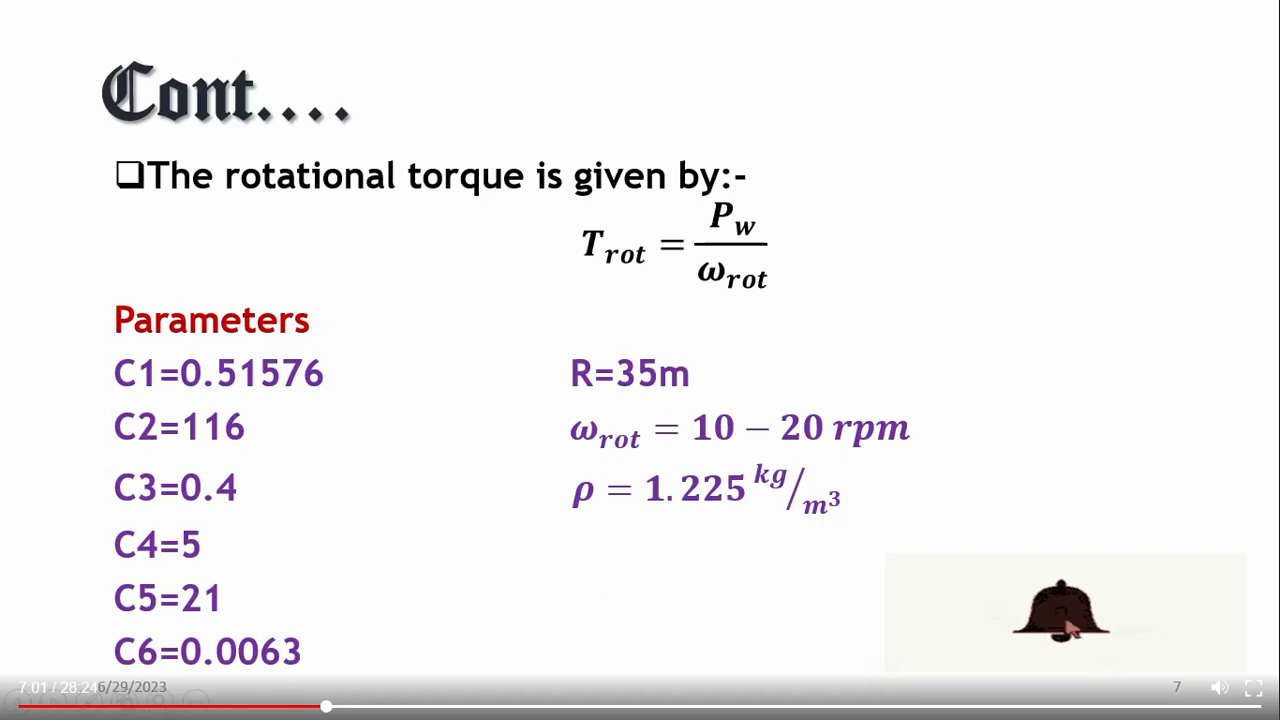 Cont....
❑The rotational torque is given by:-
T_rot = P_w / ω_rot
Parameters
C1=0.51576
R=35m
C2=116
ω_rot = 10 − 20 rpm
C3=0.4
ρ = 1.225 kg/m³
C4=5
C5=21
C6=0.0063
7:01 / 28:24
6/29/2023
7